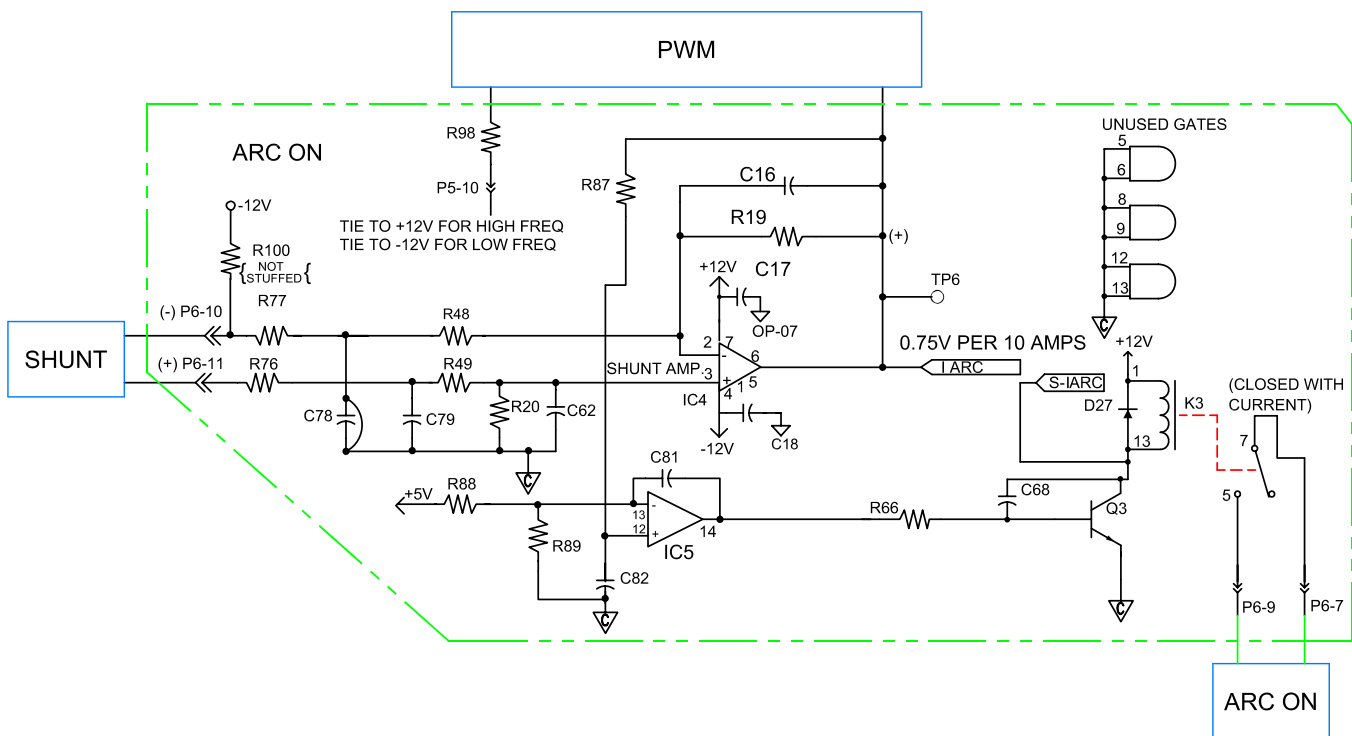 PWM
ARC ON
R98
P5-10
TIE TO +12V FOR HIGH FREQ
TIE TO -12V FOR LOW FREQ
-12V
R100
{ NOT STUFFED {
R87
C16
R19
(+)
+12V
C17
OP-07
TP6
UNUSED GATES
5
6
8
9
12
13
C
SHUNT
(-) P6-10
R77
R48
(+) P6-11
R76
R49
SHUNT AMP.
2
7
-
3
+
6
5
1
4
IC4
0.75V PER 10 AMPS
I ARC
-12V
C18
C78
C79
R20
C62
C
+12V
S-IARC
1
D27
13
K3
(CLOSED WITH
CURRENT)
7
5
+5V
R88
R89
C81
-
13
12
+
14
IC5
C82
C
R66
C68
Q3
C
P6-9
P6-7
ARC ON